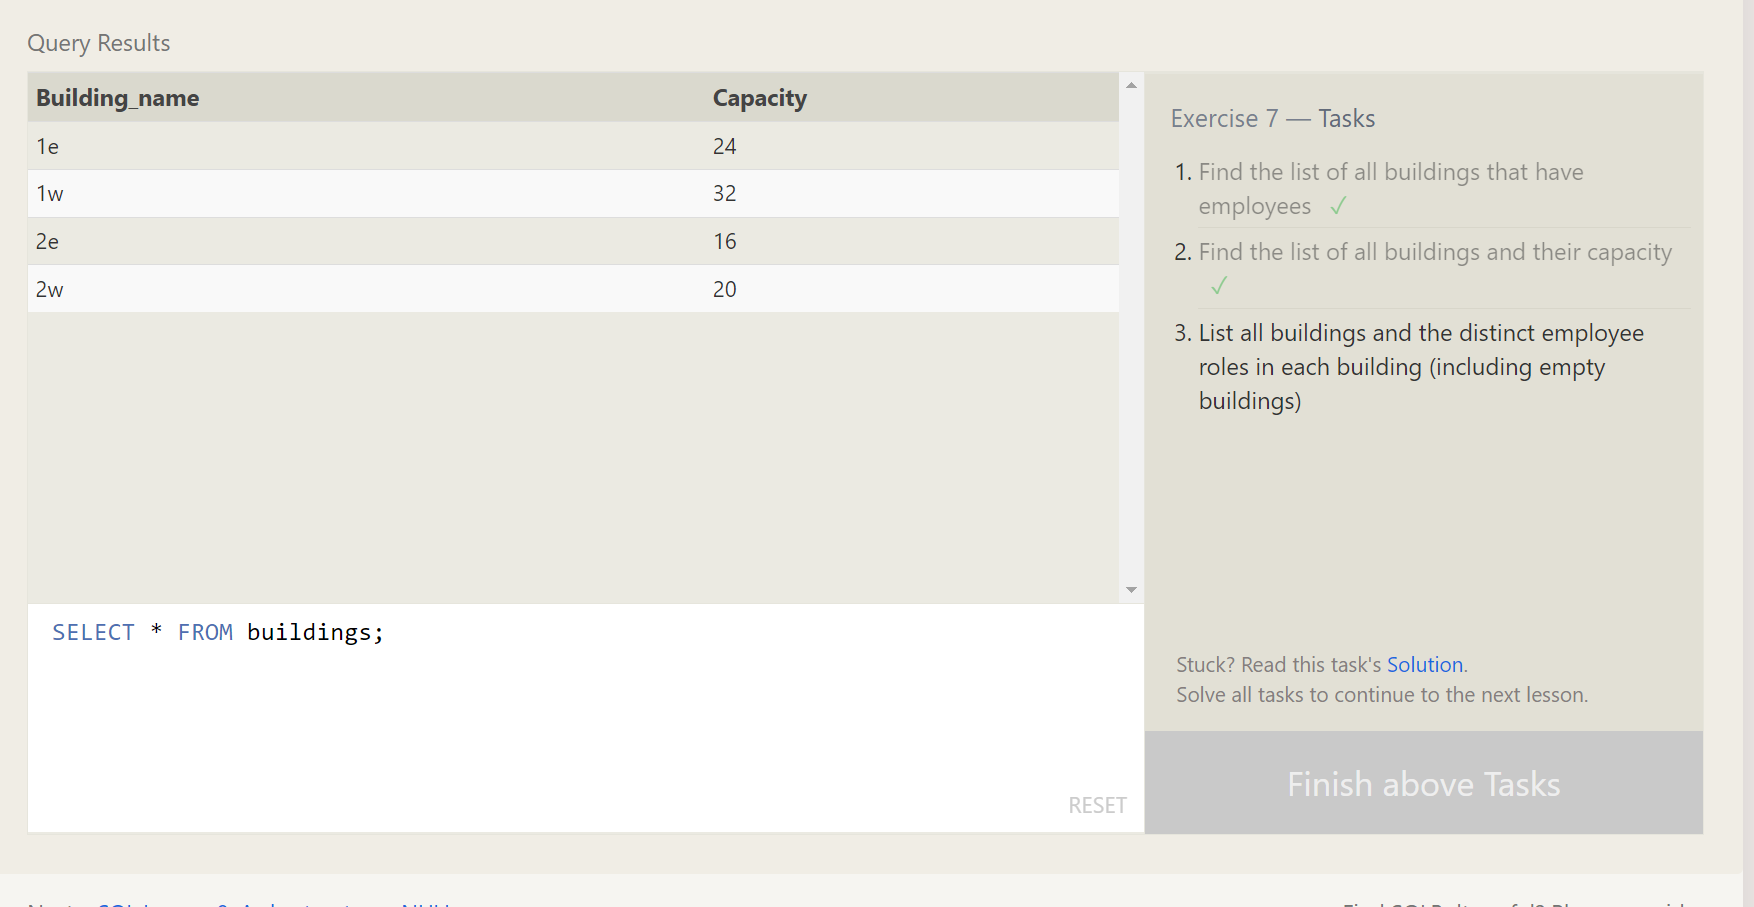 Query Results
Building_name Capacity
1e 24
1w 32
2e 16
2w 20
SELECT * FROM buildings;
RESET
Exercise 7 — Tasks
1. Find the list of all buildings that have
employees ✓
2. Find the list of all buildings and their capacity
✓
3. List all buildings and the distinct employee
roles in each building (including empty
buildings)
Stuck? Read this task's Solution.
Solve all tasks to continue to the next lesson.
Finish above Tasks